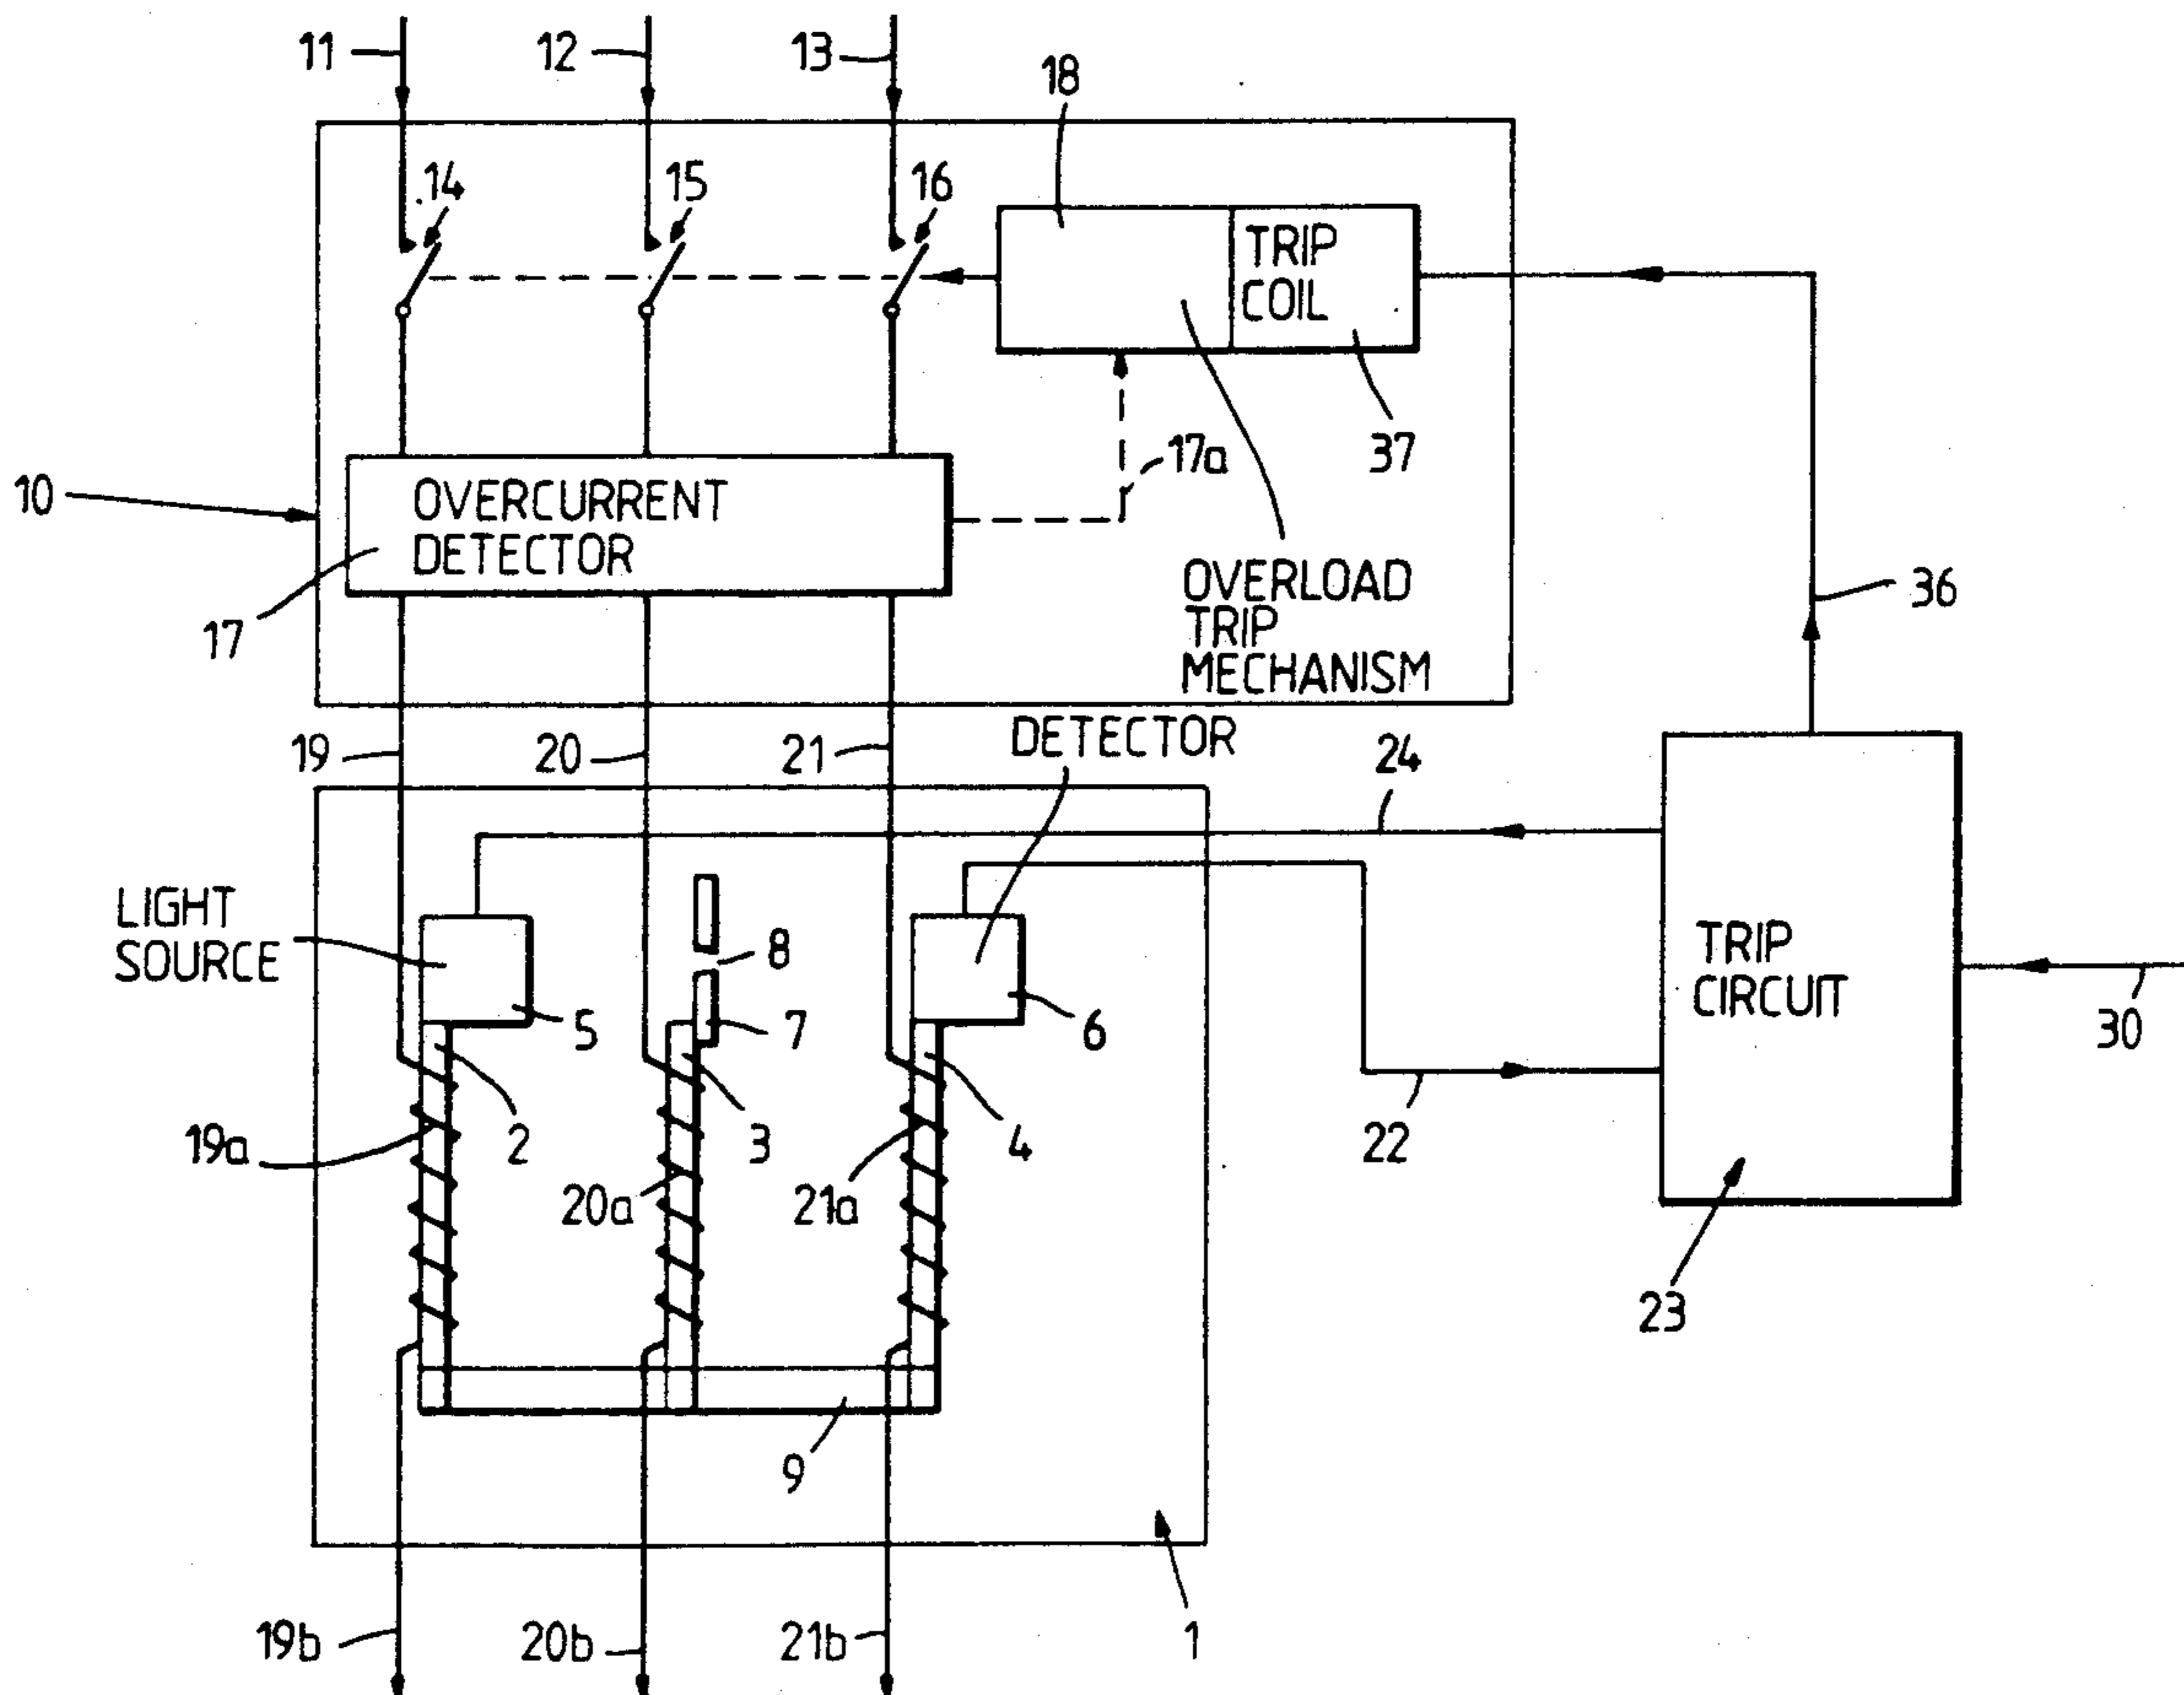 11
12
13
18
14
15
16
TRIP
COIL
37
17a
10
OVERCURRENT
DETECTOR
17
OVERLOAD
TRIP
MECHANISM
36
19
20
21
DETECTOR
24
LIGHT
SOURCE
8
5
7
6
TRIP
CIRCUIT
30
19a
2
3
4
20a
21a
22
23
9
19b
20b
21b
1